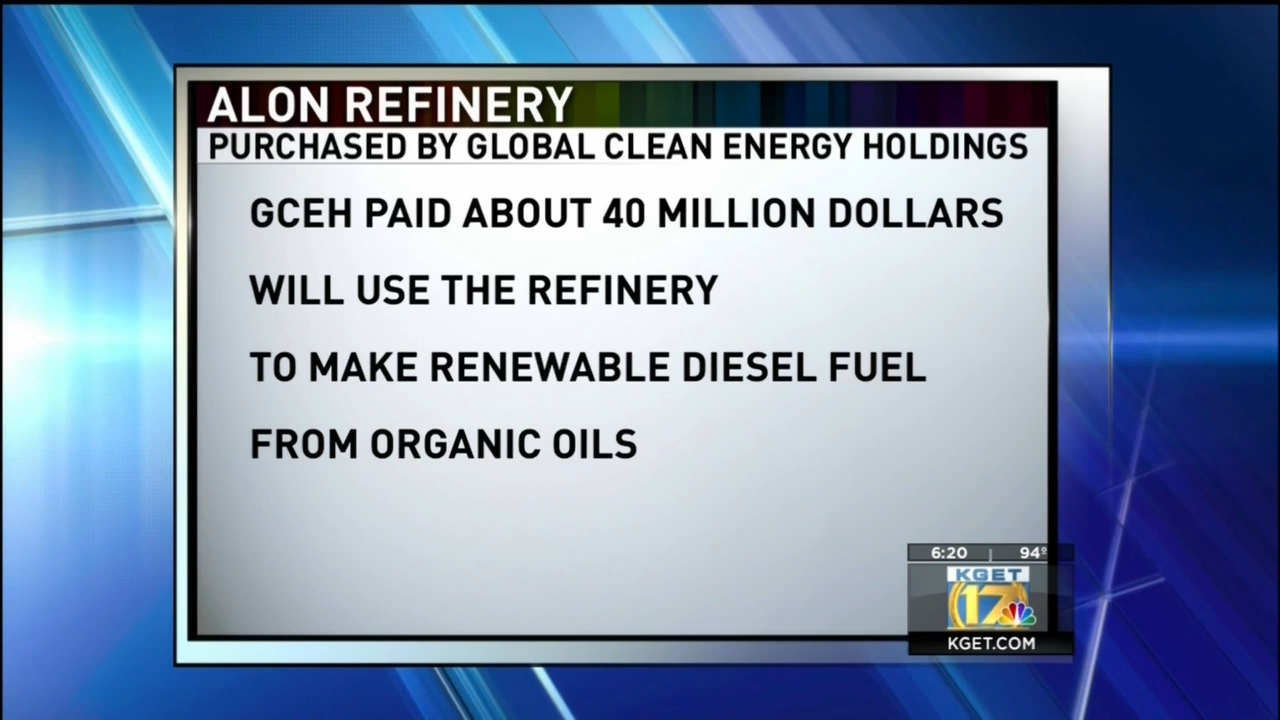 ALON REFINERY
PURCHASED BY GLOBAL CLEAN ENERGY HOLDINGS
GCEH PAID ABOUT 40 MILLION DOLLARS
WILL USE THE REFINERY
TO MAKE RENEWABLE DIESEL FUEL
FROM ORGANIC OILS
6:20 | 94°
KGET
17
KGET.COM